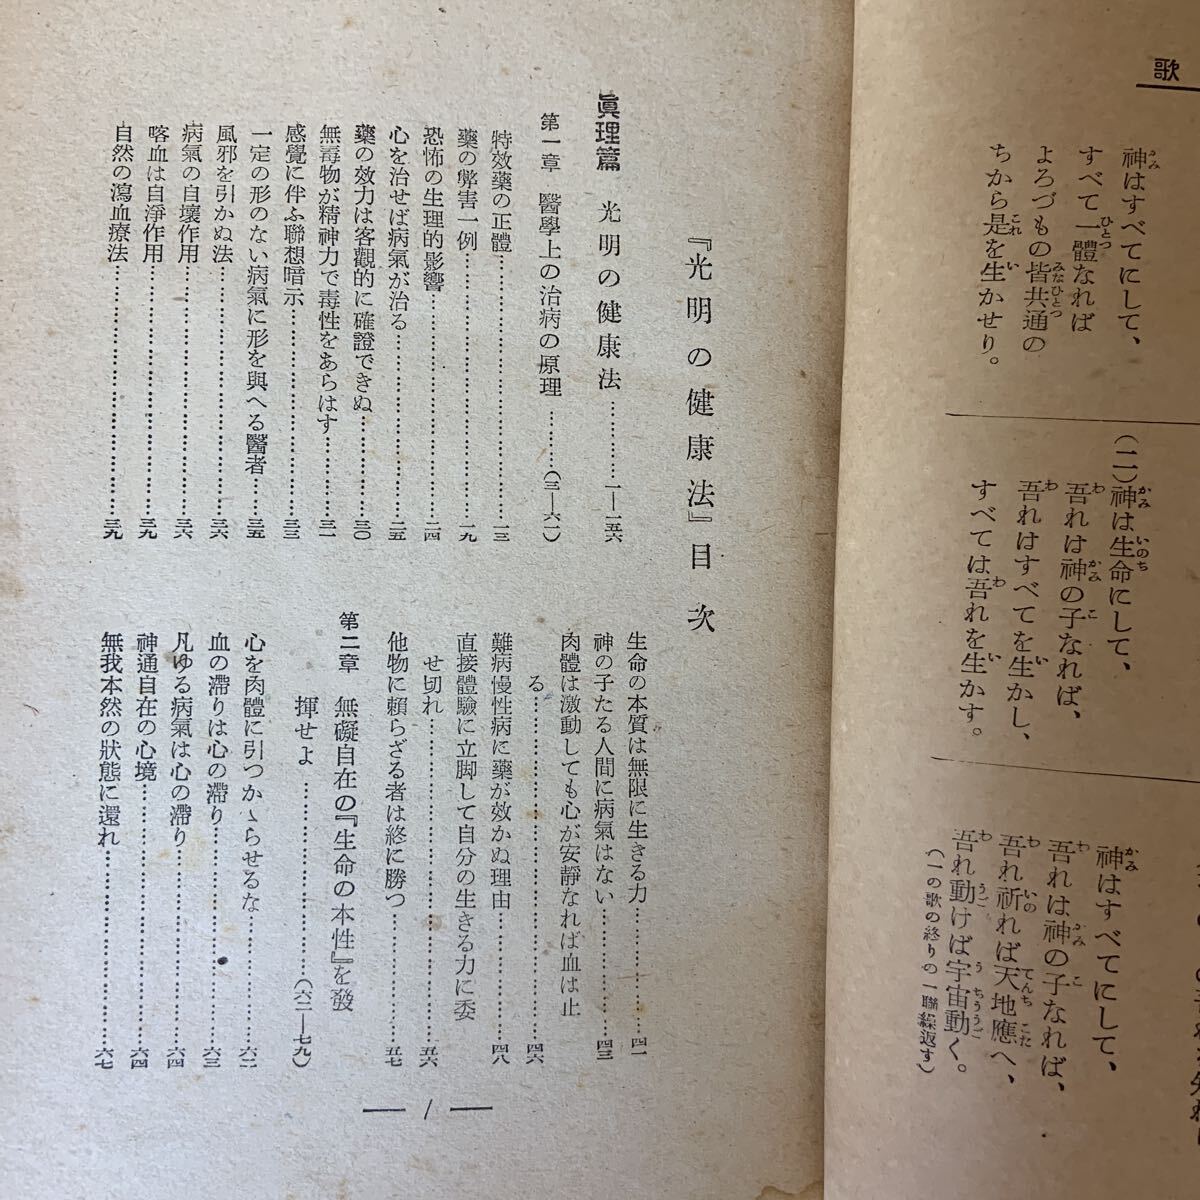 歌
神はすべてにして、
すべて一體なれば
よろづもの皆共通の
ちから是を生かせり。
(二)神は生命にして、
吾れは神の子なれば、
吾れはすべてを生かし、
すべては吾れを生かす。
神はすべてにして、
吾れは神の子なれば、
吾れ祈れば天地應へ、
吾れ動けば宇宙動く。
(一の歌の終りの一聯繰返す)
『光明の健康法』目次
眞理篇 光明の健康法…………一—一五六
第一章 醫學上の治病の原理………(三—六一)
特效藥の正體…………一三
藥の弊害一例…………一九
恐怖の生理的影響…………二四
心を治せば病氣が治る…………二五
藥の效力は客觀的に確證できぬ…………三〇
無毒物が精神力で毒性をあらはす…………三一
感覺に伴ふ聯想暗示…………三三
一定の形のない病氣に形を與へる醫者…………三五
風邪を引かぬ法…………三六
病氣の自壞作用…………三六
喀血は自淨作用…………三九
自然の瀉血療法…………三九
生命の本質は無限に生きる力…………四一
神の子たる人間に病氣はない…………四三
肉體は激動しても心が安靜なれば血は止
る…………四六
難病慢性病に藥が效かぬ理由…………四八
直接體驗に立脚して自分の生きる力に委
せ切れ…………五六
他物に賴らざる者は終に勝つ…………五七
第二章 無礙自在の『生命の本性』を發
揮せよ…………(六二—七九)
心を肉體に引つかゝらせるな…………六二
血の滯りは心の滯り…………六三
凡ゆる病氣は心の滯り…………六四
神通自在の心境…………六四
無我本然の狀態に還れ…………六七
— 1 —